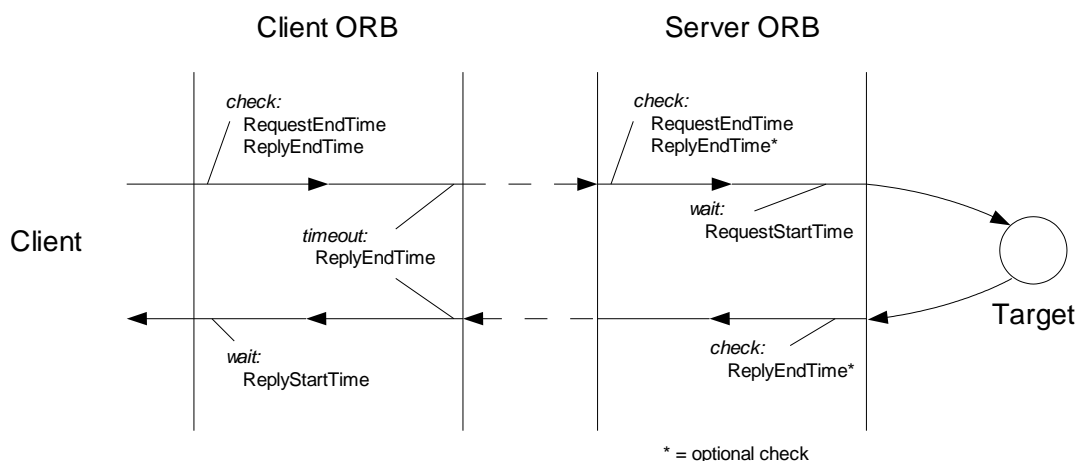 Client ORB
Server ORB
check:
RequestEndTime
ReplyEndTime
check:
RequestEndTime
ReplyEndTime*
wait:
RequestStartTime
Client
timeout:
ReplyEndTime
Target
wait:
ReplyStartTime
check:
ReplyEndTime*
* = optional check